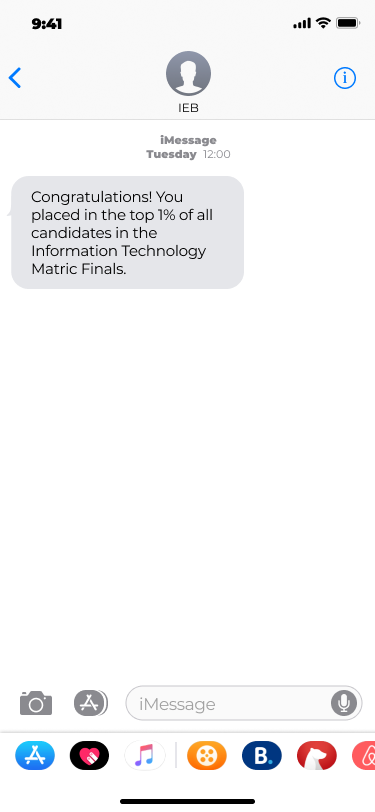 9:41
IEB
iMessage
Tuesday 12:00
Congratulations! You
placed in the top 1% of all
candidates in the
Information Technology
Matric Finals.
iMessage
B.